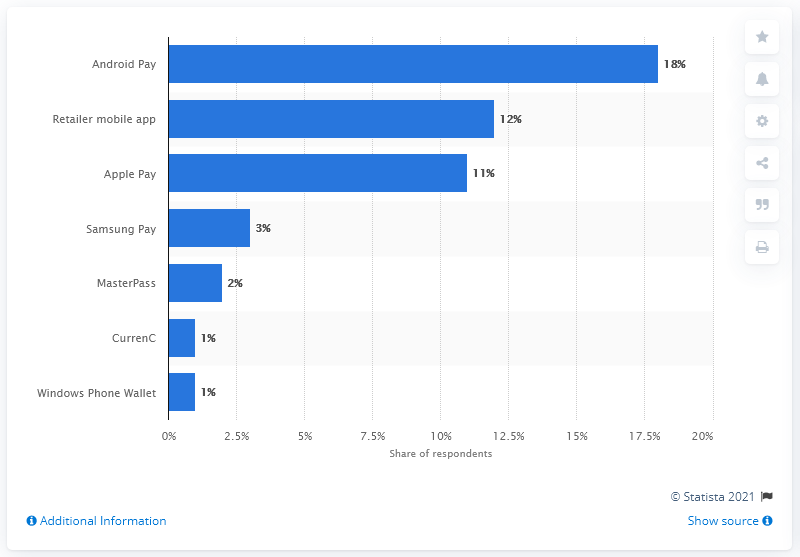 Android Pay 18%
Retailer mobile app 12%
Apple Pay 11%
Samsung Pay 3%
MasterPass 2%
CurrenC 1%
Windows Phone Wallet 1%
0% 2.5% 5% 7.5% 10% 12.5% 15% 17.5% 20%
Share of respondents
© Statista 2021
Additional Information Show source